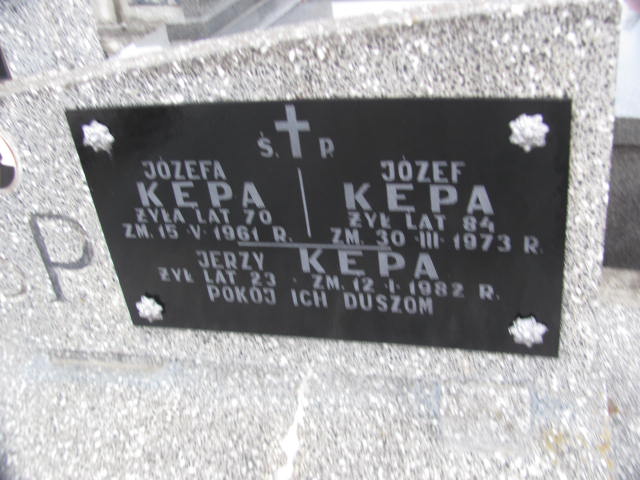 Ś. P.
JÓZEFA
KĘPA
ŻYŁA LAT 70
ZM. 15-V-1961 R.
JÓZEF
KĘPA
ŻYŁ LAT 84
ZM. 30-III-1973 R.
JERZY KĘPA
ŻYŁ LAT 23 . ZM. 12-I-1982 R.
POKÓJ ICH DUSZOM
P